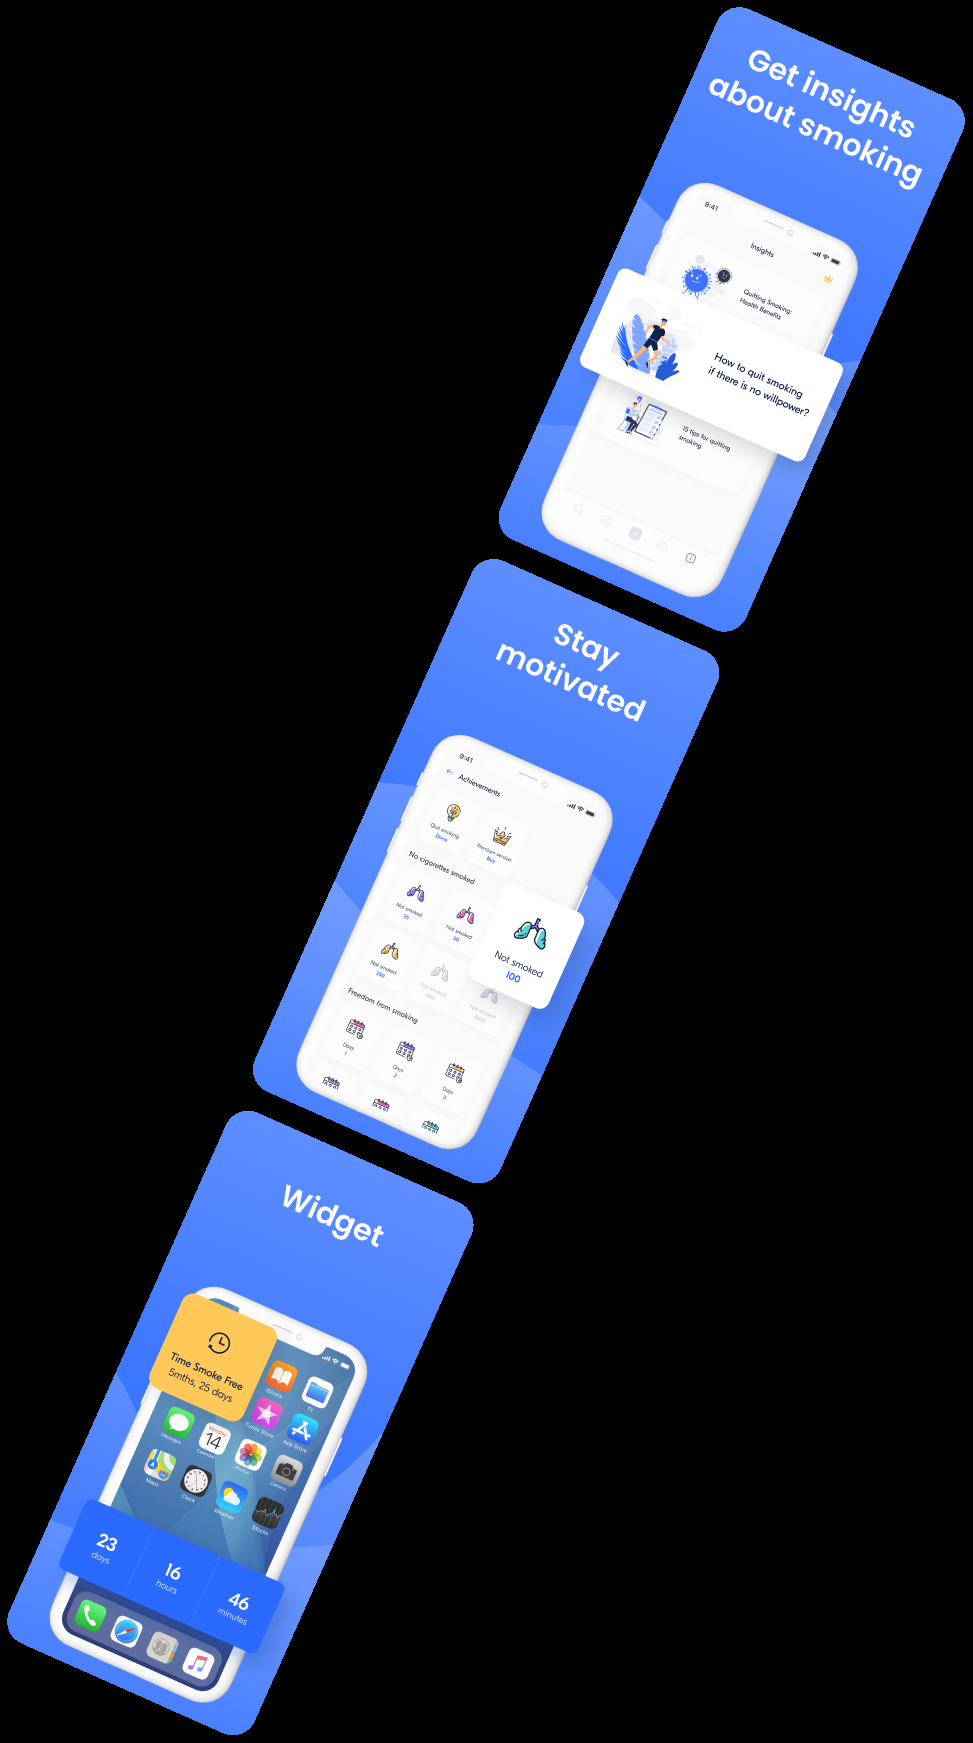 Get insights
about smoking
9:41
Insights
Quitting Smoking:
Health Benefits
How to quit smoking
if there is no willpower?
15 tips for quitting
smoking
Stay
motivated
9:41
Achievements
Quit smoking
Done
Premium version
Buy
No cigarettes smoked
Not smoked
25
Not smoked
50
Not smoked
100
Not smoked
250
Not smoked
500
Not smoked
1000
Freedom from smoking
Days
1
Days
2
Days
3
Widget
Time Smoke Free
5mths, 25 days
iBooks
TV
iTunes Store
App Store
Messages
Monday
14
Calendar
Photos
Camera
Maps
Clock
Weather
Stocks
23
days
16
hours
46
minutes